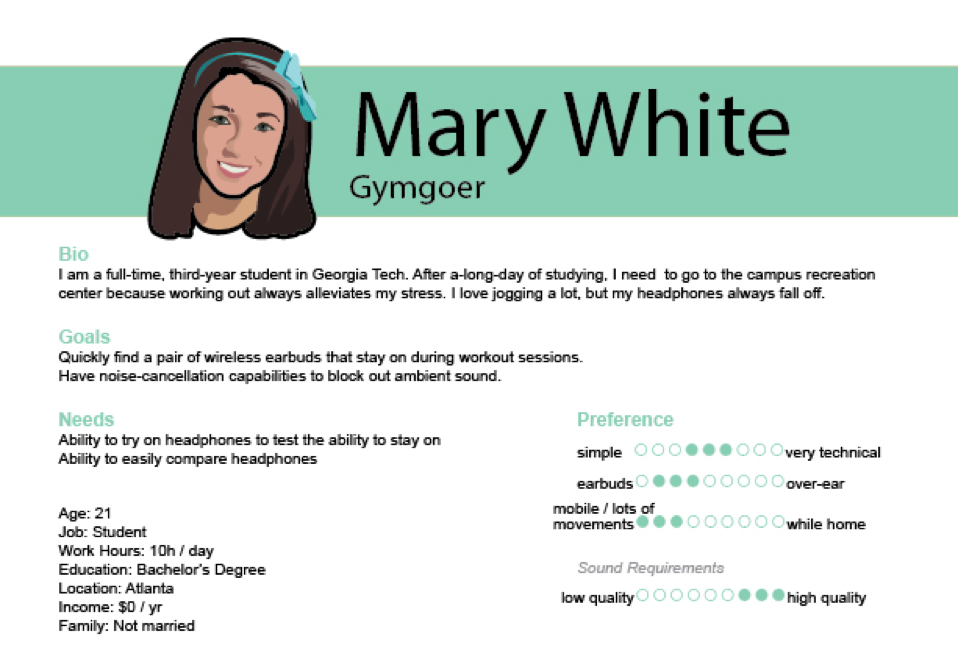 Mary White
Gymgoer
Bio
I am a full-time, third-year student in Georgia Tech. After a-long-day of studying, I need  to go to the campus recreation
center because working out always alleviates my stress. I love jogging a lot, but my headphones always fall off.
Goals
Quickly find a pair of wireless earbuds that stay on during workout sessions.
Have noise-cancellation capabilities to block out ambient sound.
Needs
Ability to try on headphones to test the ability to stay on
Ability to easily compare headphones
Age: 21
Job: Student
Work Hours: 10h / day
Education: Bachelor's Degree
Location: Atlanta
Income: $0 / yr
Family: Not married
Preference
simple very technical
earbuds over-ear
mobile / lots of
movements while home
Sound Requirements
low quality high quality